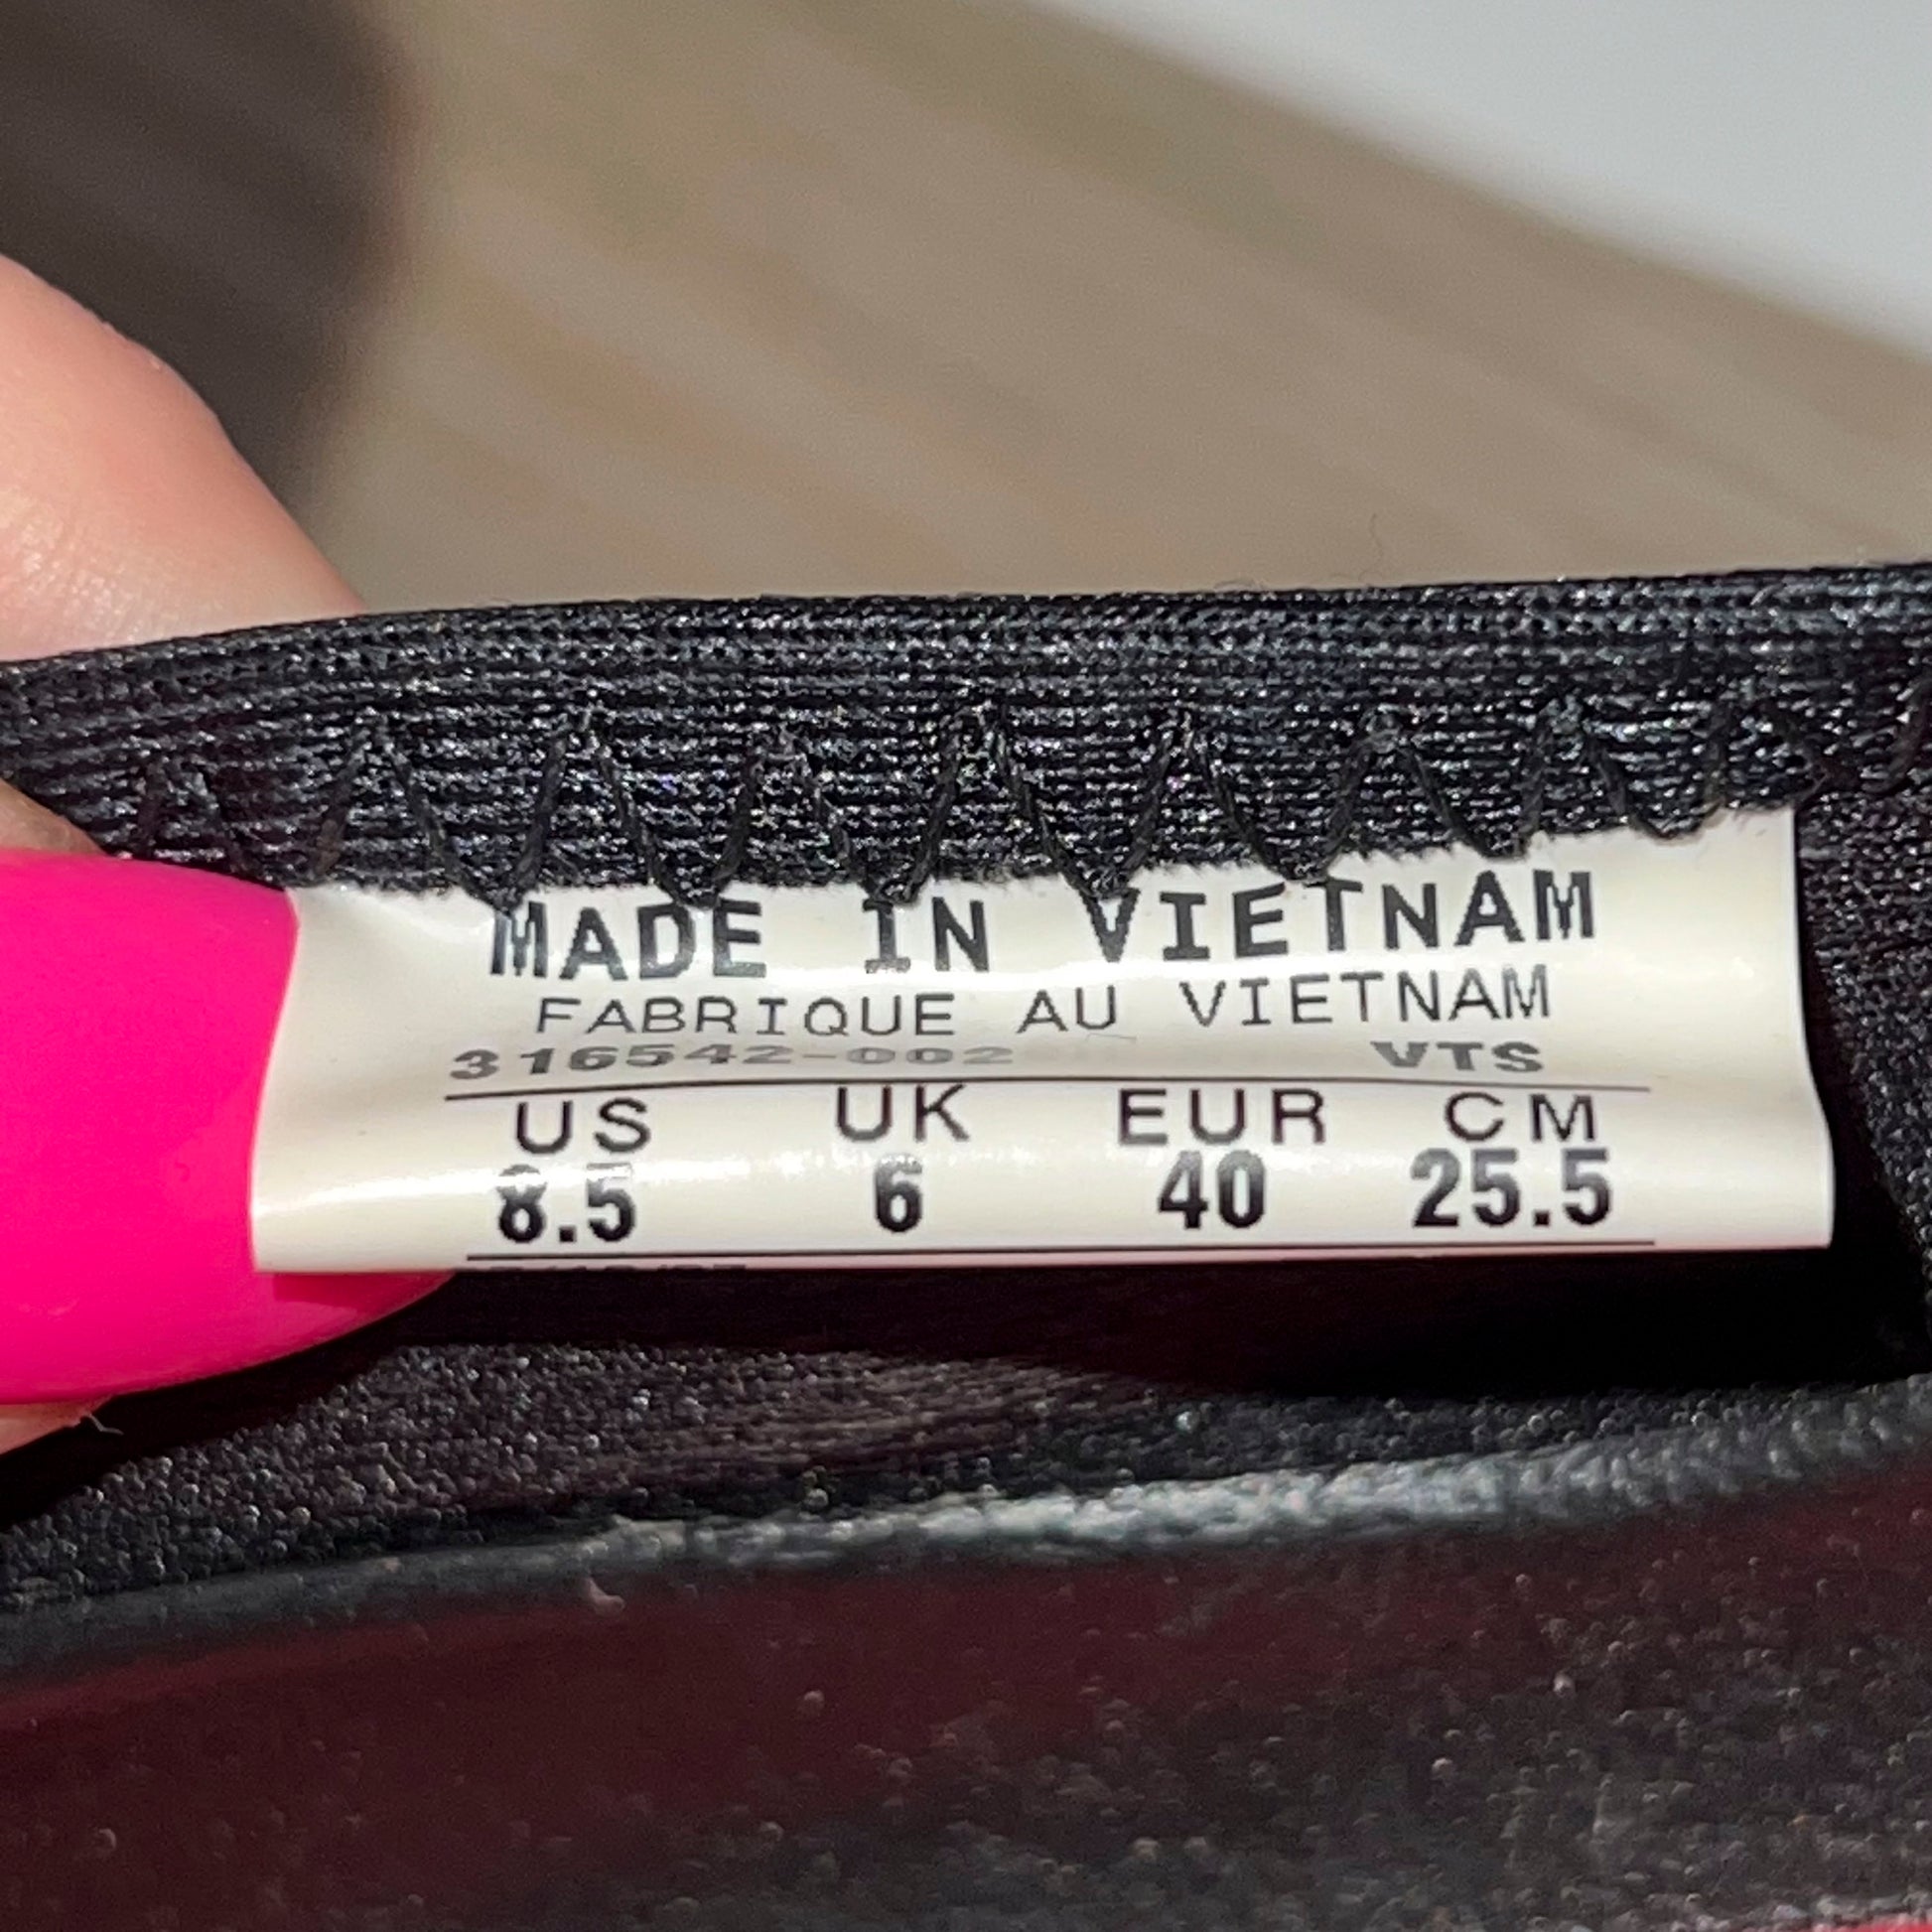 MADE IN VIETNAM
FABRIQUE AU VIETNAM
316542-002 VTS
US UK EUR CM
8.5 6 40 25.5